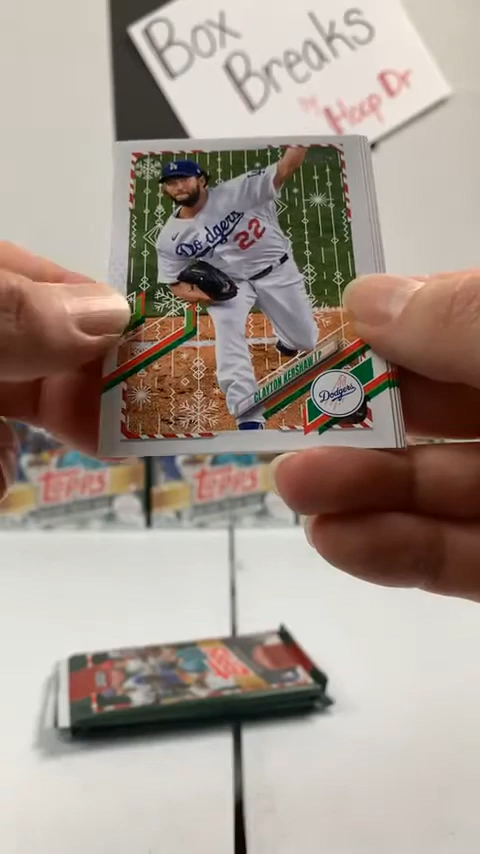 Box
Breaks
by Hoop Dr
Dodgers
22
CLAYTON KERSHAW | P
Dodgers
Topps
Topps